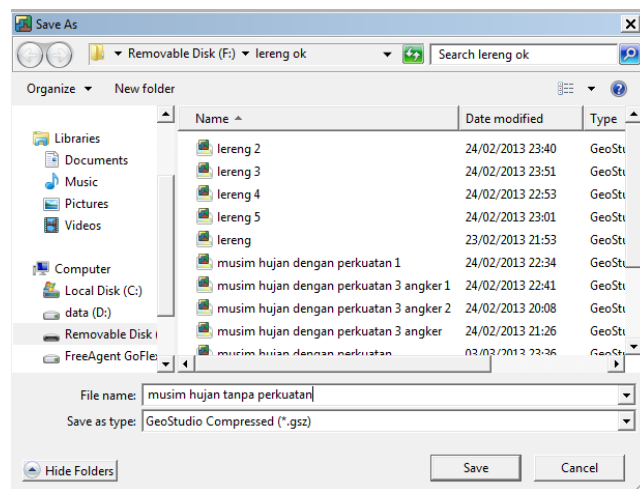 Save As
Removable Disk (F:) lereng ok Search lereng ok
Organize New folder
Name Date modified Type
Libraries
Documents
Music
Pictures
Videos
Computer
Local Disk (C:)
data (D:)
Removable Disk (
FreeAgent GoFle
lereng 2 24/02/2013 23:40 GeoStu
lereng 3 24/02/2013 23:51 GeoStu
lereng 4 24/02/2013 22:53 GeoStu
lereng 5 24/02/2013 23:01 GeoStu
lereng 23/02/2013 21:53 GeoStu
musim hujan dengan perkuatan 1 24/02/2013 22:34 GeoStu
musim hujan dengan perkuatan 3 angker 1 24/02/2013 22:41 GeoStu
musim hujan dengan perkuatan 3 angker 2 24/02/2013 20:08 GeoStu
musim hujan dengan perkuatan 3 angker 24/02/2013 21:26 GeoStu
musim hujan dengan perkuatan 03/03/2013 23:36 GeoStu
File name: musim hujan tanpa perkuatan
Save as type: GeoStudio Compressed (*.gsz)
Hide Folders Save Cancel